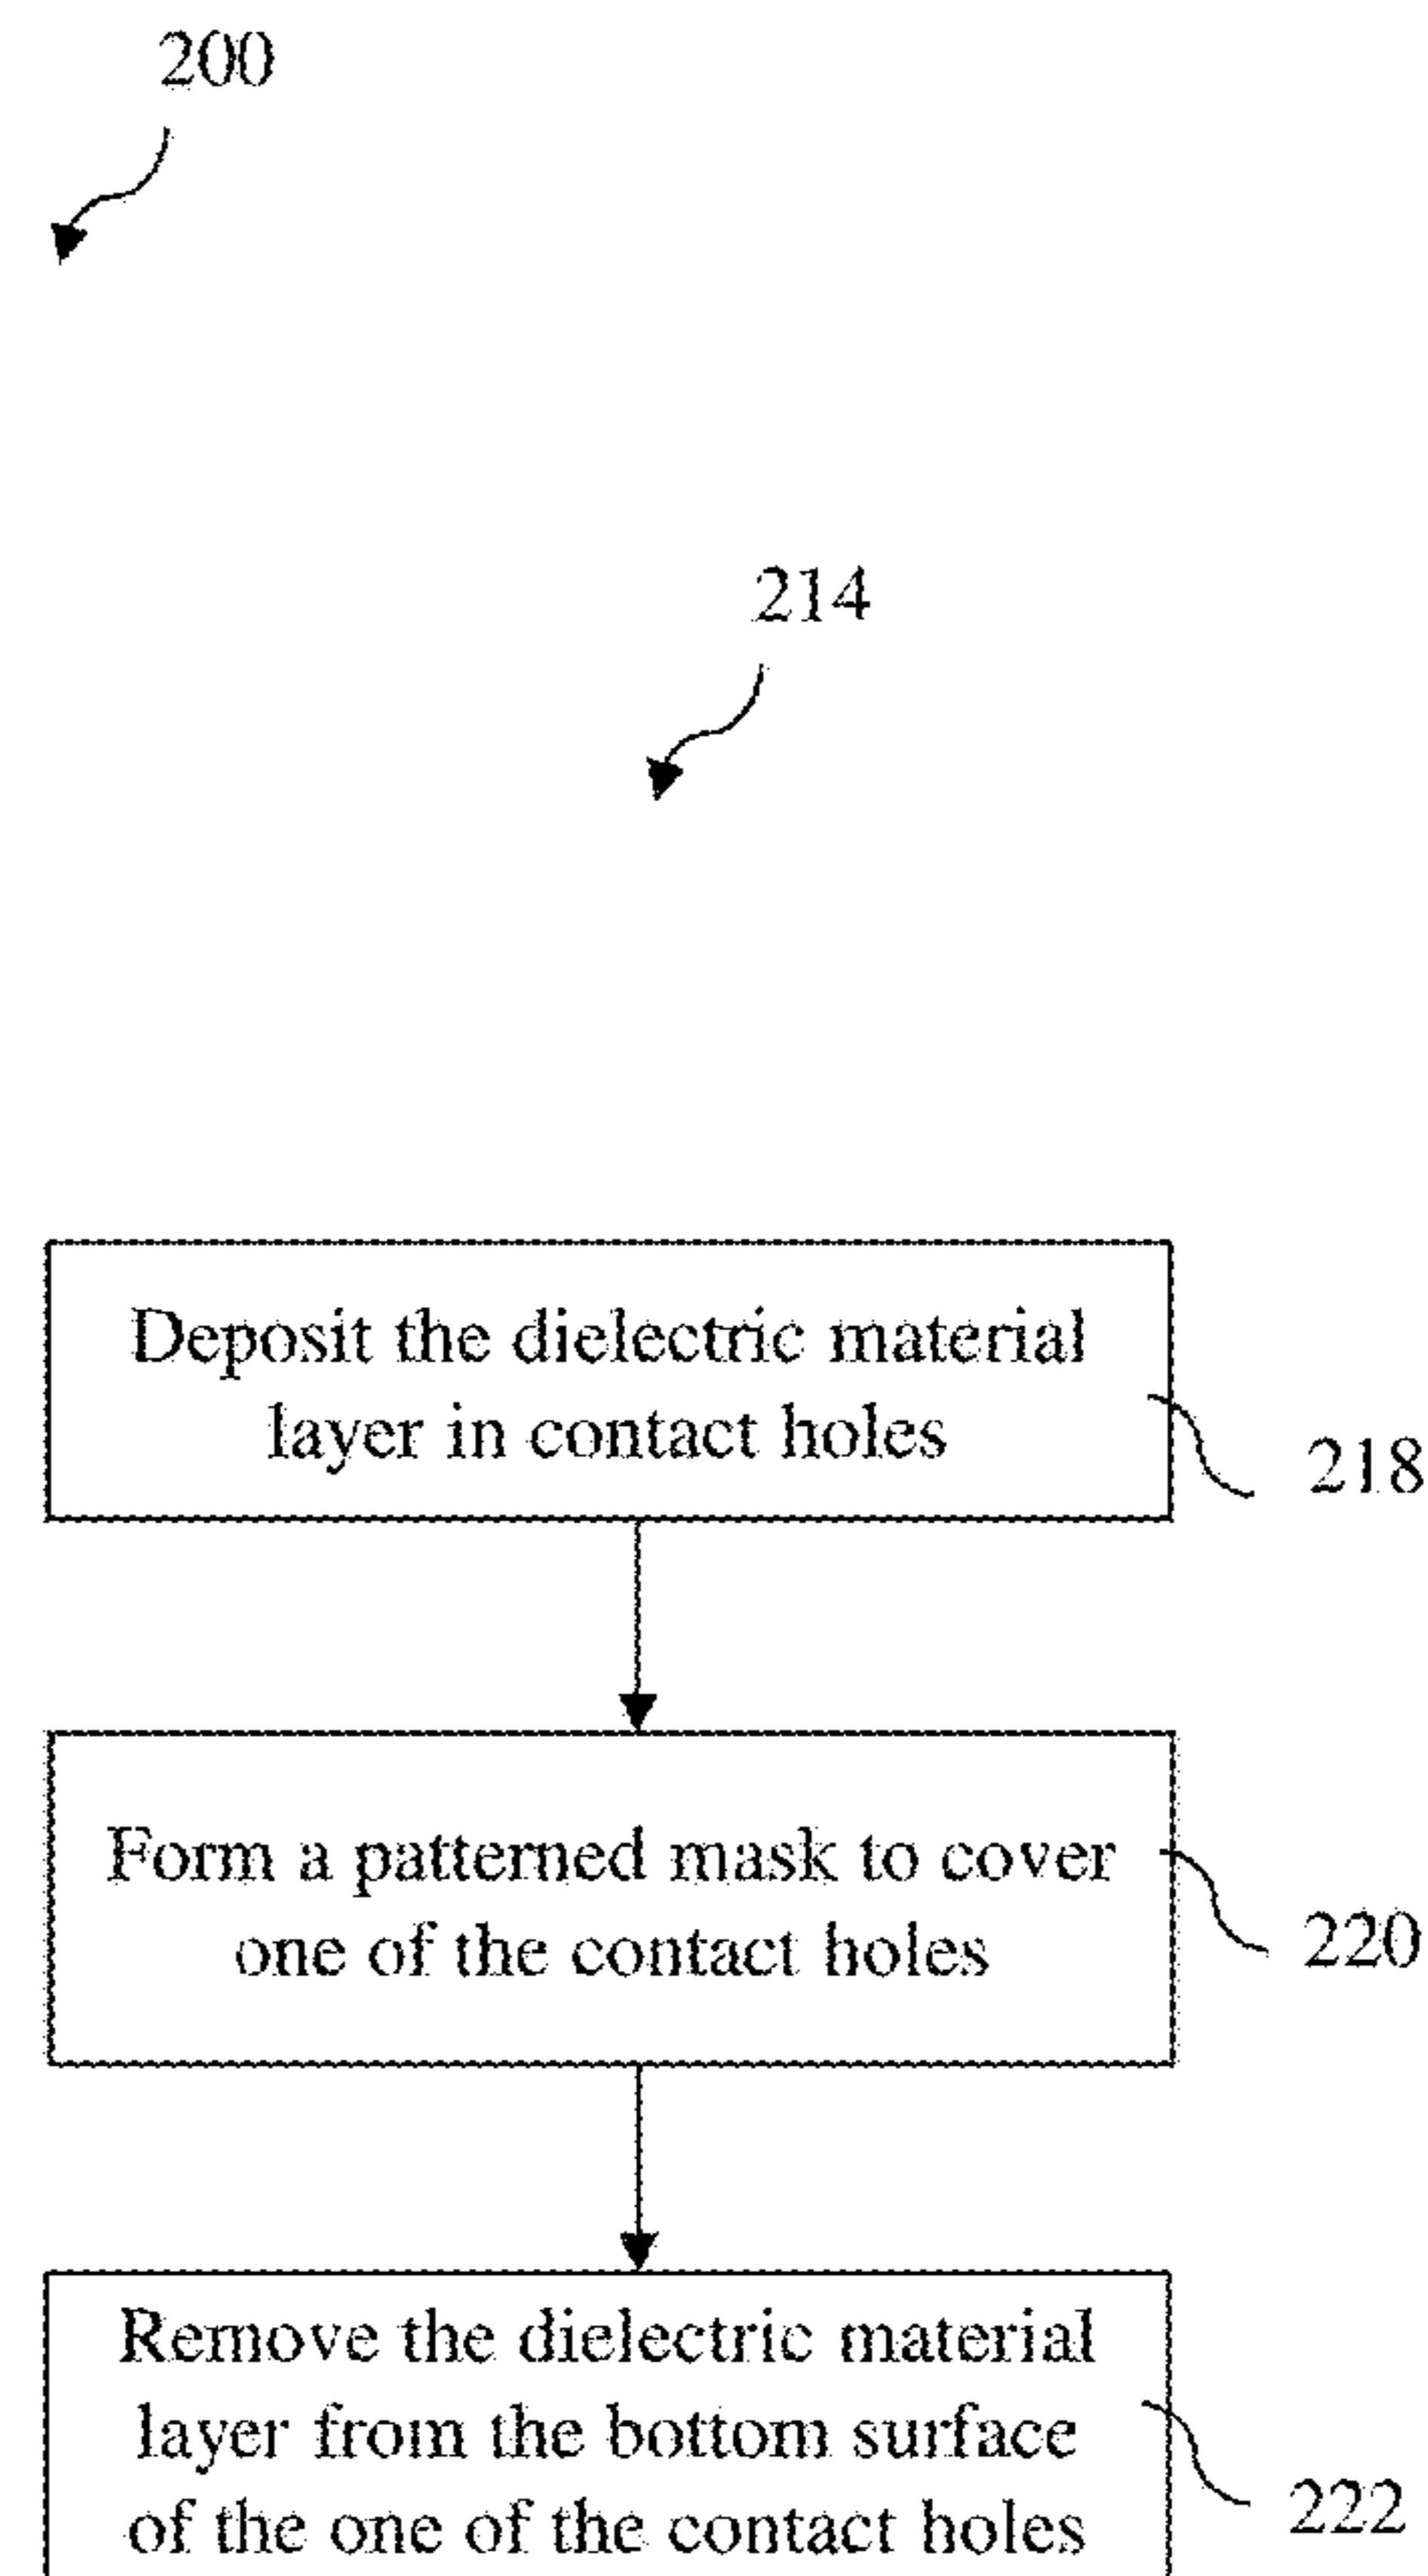 200
214
Deposit the dielectric material
layer in contact holes
218
Form a patterned mask to cover
one of the contact holes
220
Remove the dielectric material
layer from the bottom surface
of the one of the contact holes
222